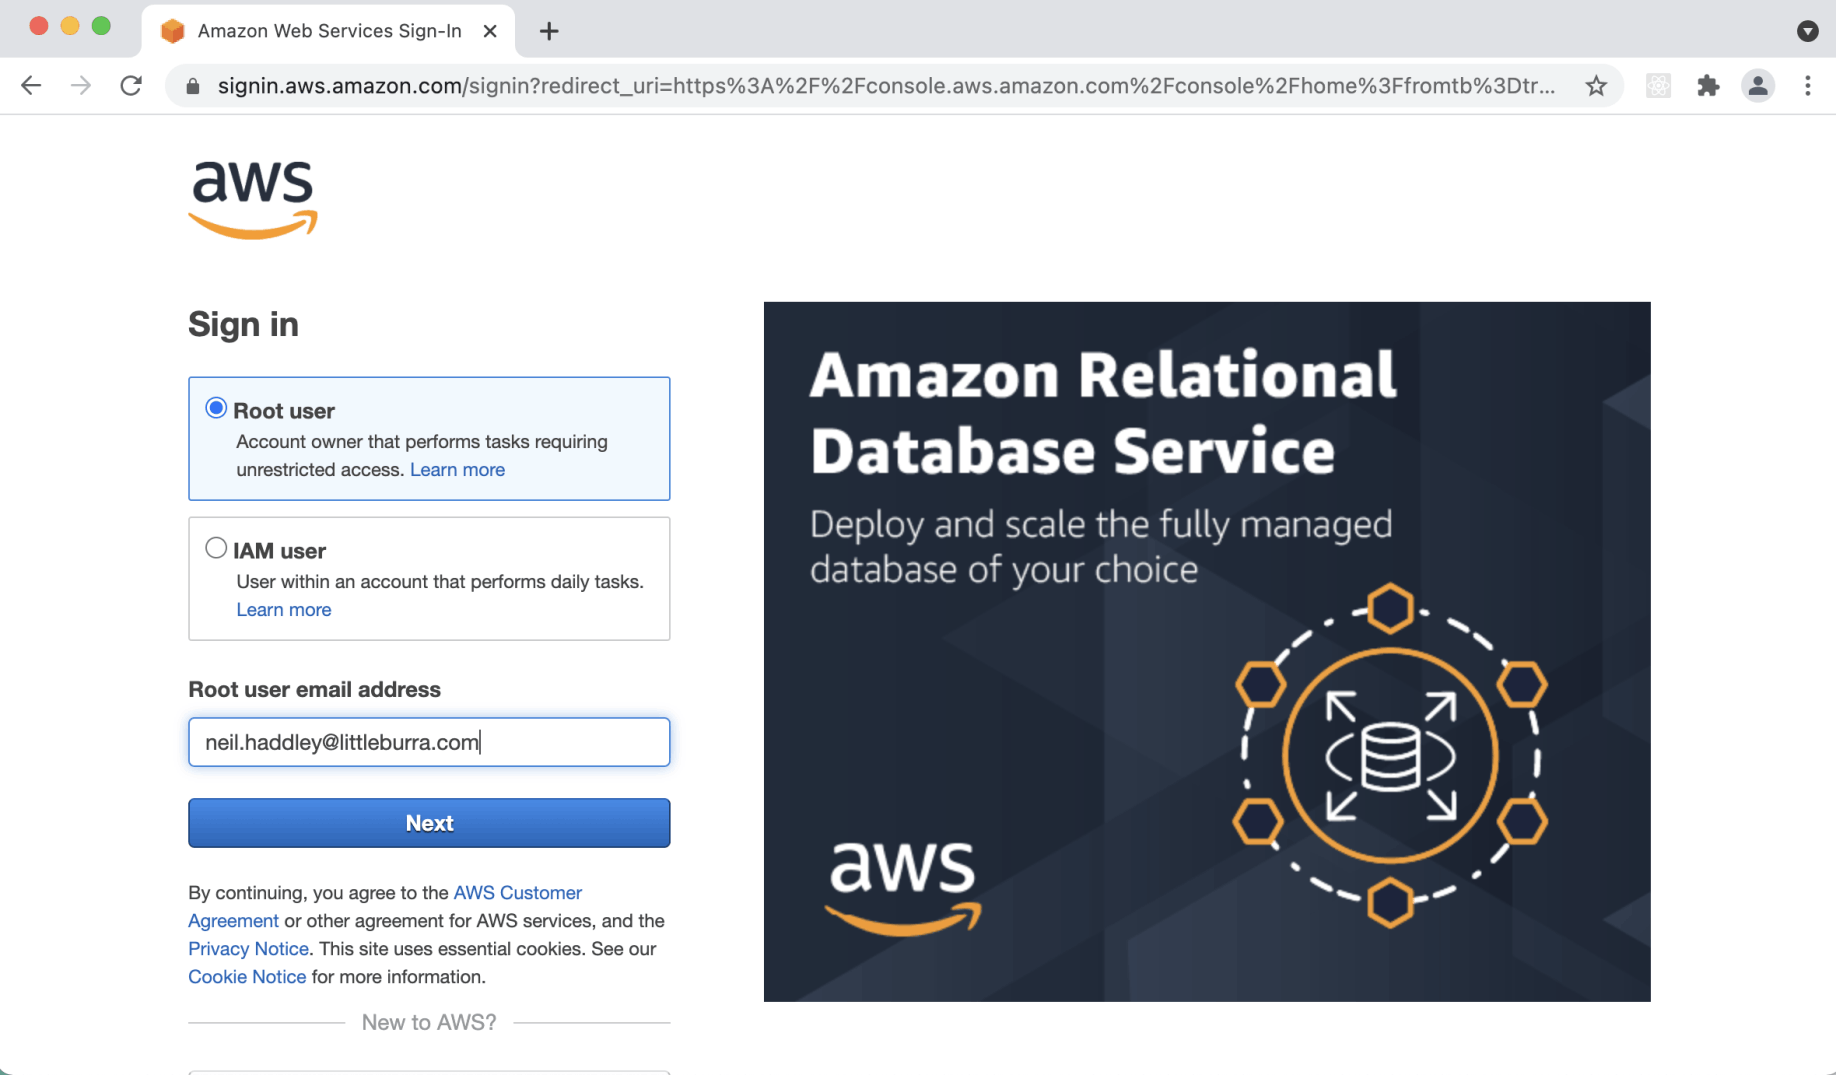 Amazon Web Services Sign-In
signin.aws.amazon.com/signin?redirect_uri=https%3A%2F%2Fconsole.aws.amazon.com%2Fconsole%2Fhome%3Ffromtb%3Dtr...
aws
Sign in
Root user
Account owner that performs tasks requiring
unrestricted access. Learn more
IAM user
User within an account that performs daily tasks.
Learn more
Root user email address
neil.haddley@littleburra.com
Next
By continuing, you agree to the AWS Customer
Agreement or other agreement for AWS services, and the
Privacy Notice. This site uses essential cookies. See our
Cookie Notice for more information.
New to AWS?
Amazon Relational
Database Service
Deploy and scale the fully managed
database of your choice
aws